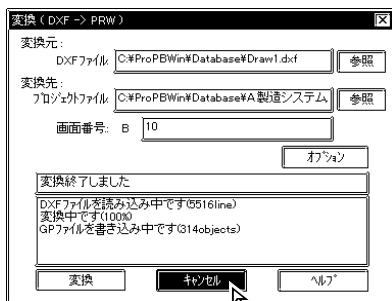 変換 ( DXF -> PRW )
変換元 :
DXFファイル C:¥ProPBWin¥Database¥Draw1.dxf 参照
変換先 :
プロジェクトファイル C:¥ProPBWin¥Database¥A製造システム 参照
画面番号: B 10
オプション
変換終了しました
DXFファイルを読み込み中です(5516line)
変換中です(100%)
GPファイルを書き込み中です(314objects)
変換 キャンセル ヘルプ